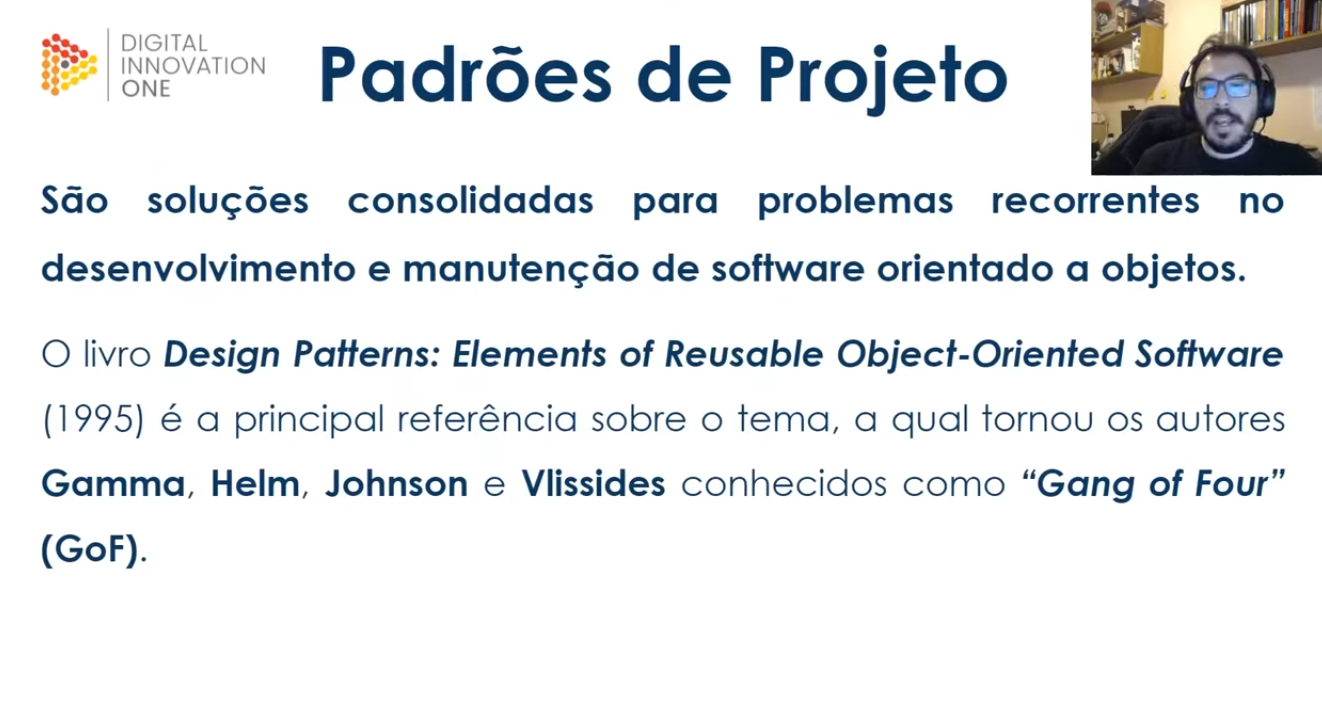 DIGITAL
INNOVATION
ONE
Padrões de Projeto
São soluções consolidadas para problemas recorrentes no
desenvolvimento e manutenção de software orientado a objetos.
O livro Design Patterns: Elements of Reusable Object-Oriented Software
(1995) é a principal referência sobre o tema, a qual tornou os autores
Gamma, Helm, Johnson e Vlissides conhecidos como “Gang of Four”
(GoF).